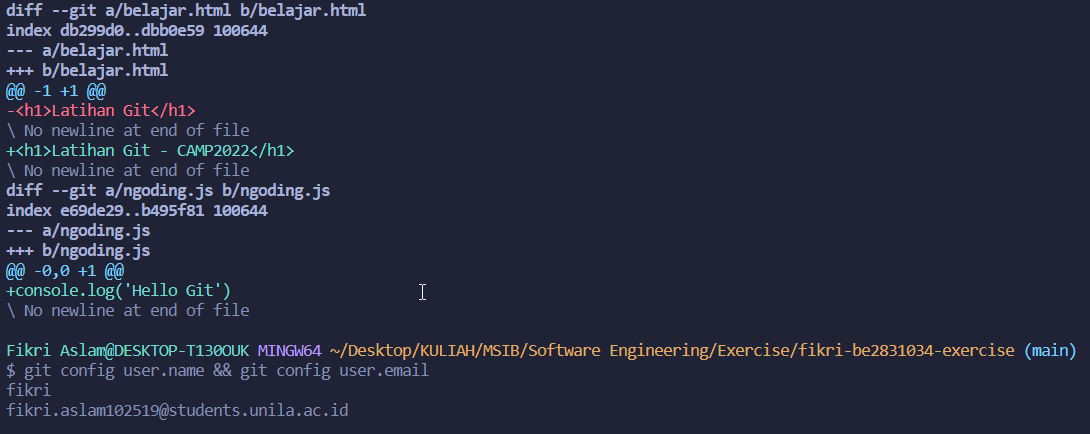 diff --git a/belajar.html b/belajar.html
index db299d0..dbb0e59 100644
--- a/belajar.html
+++ b/belajar.html
@@ -1 +1 @@
-<h1>Latihan Git</h1>
\ No newline at end of file
+<h1>Latihan Git - CAMP2022</h1>
\ No newline at end of file
diff --git a/ngoding.js b/ngoding.js
index e69de29..b495f81 100644
--- a/ngoding.js
+++ b/ngoding.js
@@ -0,0 +1 @@
+console.log('Hello Git')
\ No newline at end of file
Fikri Aslam@DESKTOP-T130OUK MINGW64 ~/Desktop/KULIAH/MSIB/Software Engineering/Exercise/fikri-be2831034-exercise (main)
$ git config user.name && git config user.email
fikri
fikri.aslam102519@students.unila.ac.id